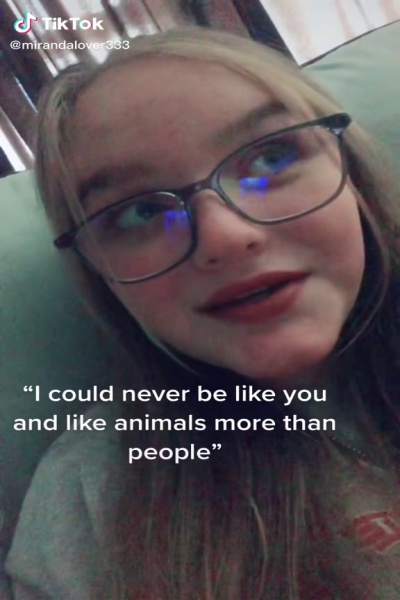 TikTok
@mirandalover333
“I could never be like you
and like animals more than
people”